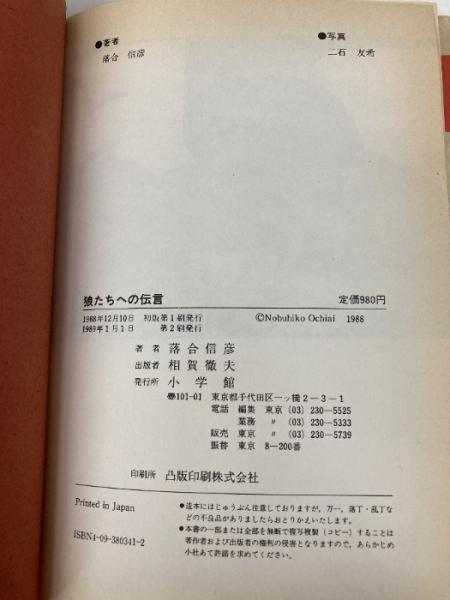 ●著者
落合 信彦
●写真
二石 友希
狼たちへの伝言
定価980円
1988年12月10日 初版第1刷発行
1989年1月1日 第2刷発行
©Nobuhiko Ochiai 1988
著者 落合信彦
出版者 相賀徹夫
発行所 小学館
〠101-01 東京都千代田区一ッ橋2-3-1
電話 編集 東京(03)230-5525
業務 〃 (03)230-5333
販売 東京 〃 (03)230-5739
振替 東京 8-200番
印刷所 凸版印刷株式会社
Printed in Japan
●造本にはじゅうぶん注意しておりますが、万一、落丁・乱丁な
どの不良品がありましたらおとりかえいたします。
●本書の一部または全部を無断で複写複製(コピー)することは
著作者および出版者の権利の侵害となりますので、あらかじめ
小社あて許諾を求めてください。
ISBN4-09-380341-2